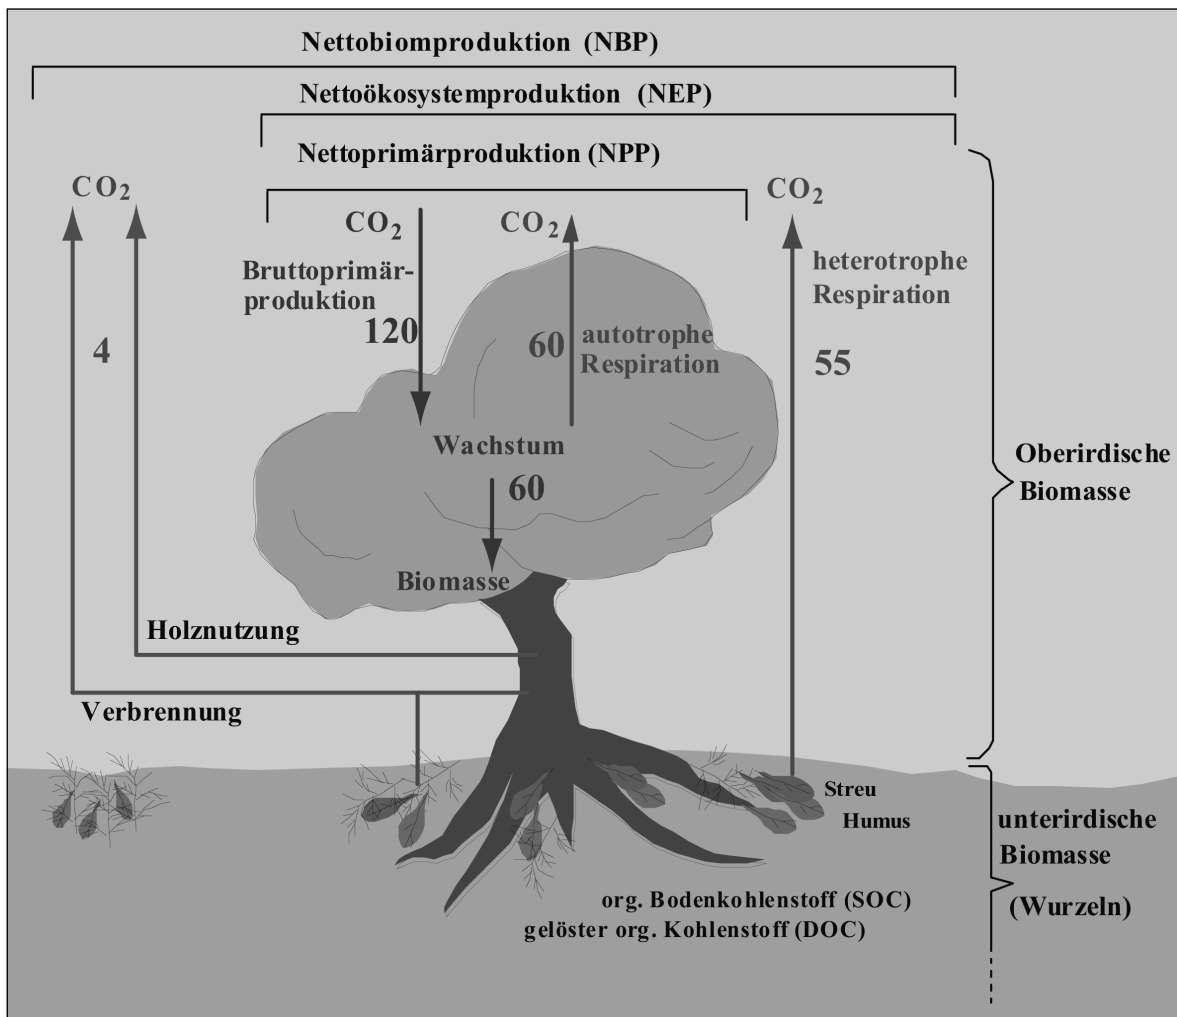 Nettobiomproduktion (NBP)
Nettoökosystemproduktion (NEP)
Nettoprimärproduktion (NPP)
CO2
CO2
CO2
CO2
Bruttoprimär-
produktion
120
4
60
autotrophe
Respiration
heterotrophe
Respiration
55
Wachstum
60
Biomasse
Oberirdische
Biomasse
Holznutzung
Verbrennung
Streu
Humus
unterirdische
Biomasse
(Wurzeln)
org. Bodenkohlenstoff (SOC)
gelöster org. Kohlenstoff (DOC)